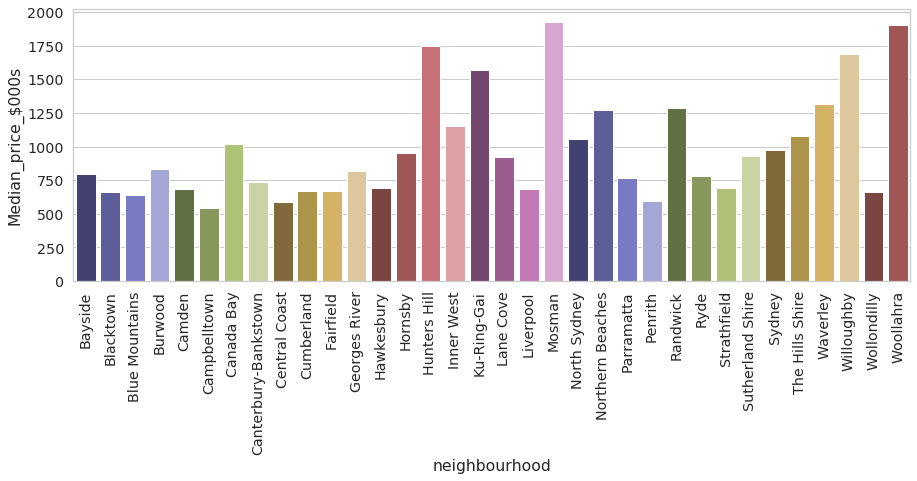 Median_price_$000s
2000
1750
1500
1250
1000
750
500
250
0
Bayside
Blacktown
Blue Mountains
Burwood
Camden
Campbelltown
Canada Bay
Canterbury-Bankstown
Central Coast
Cumberland
Fairfield
Georges River
Hawkesbury
Hornsby
Hunters Hill
Inner West
Ku-Ring-Gai
Lane Cove
Liverpool
Mosman
North Sydney
Northern Beaches
Parramatta
Penrith
Randwick
Ryde
Strathfield
Sutherland Shire
Sydney
The Hills Shire
Waverley
Willoughby
Wollondilly
Woollahra
neighbourhood